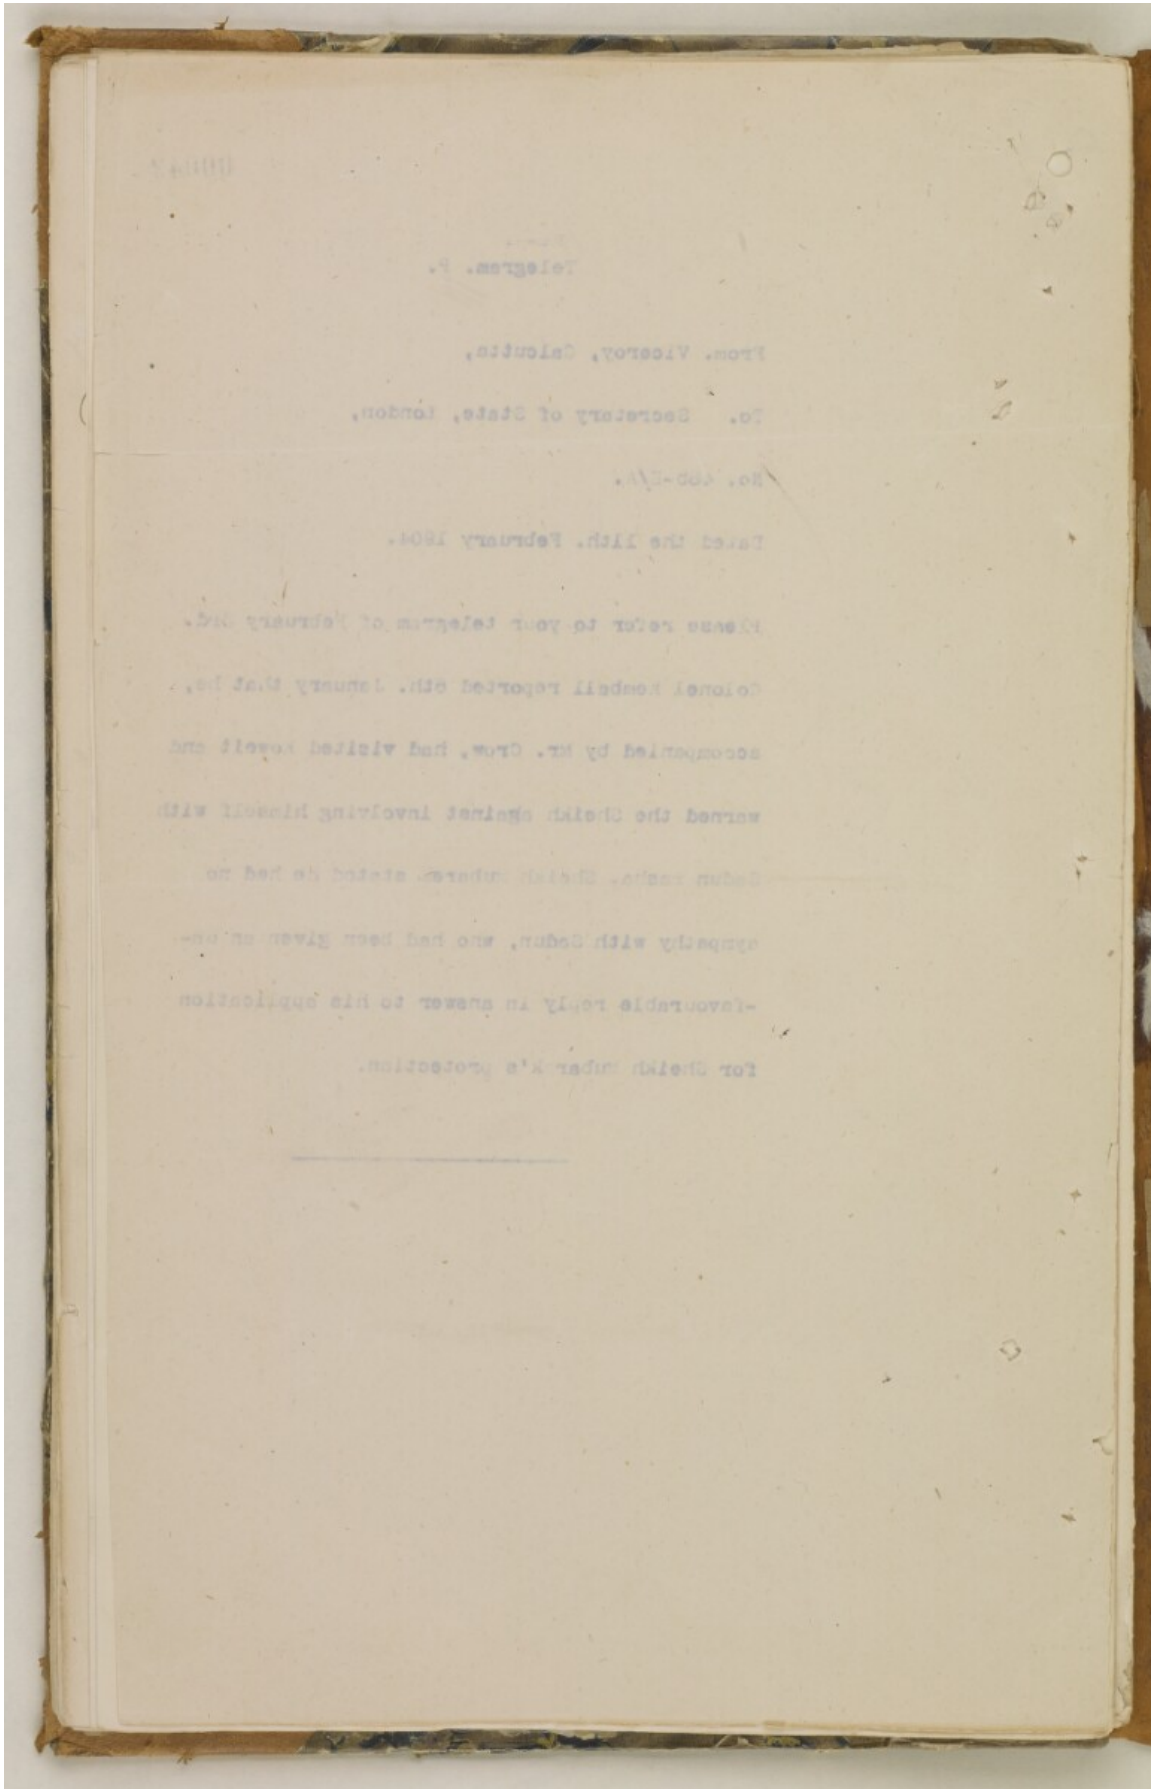 Telegram. P.
From. Viceroy, Calcutta,
To. Secretary of State, London,
No.
Dated the 11th. February 1904.
Please refer to your telegram of February 3rd.
Colonel Kemball reported 6th. January that he,
accompanied by Mr. Crow, had visited Koweit and
warned the Sheikh against involving himself with
Sadun Pasha. Sheikh Mubarak stated he had no
sympathy with Sadun, who had been given an un-
-favourable reply in answer to his application
for Sheikh Mubarak's protection.